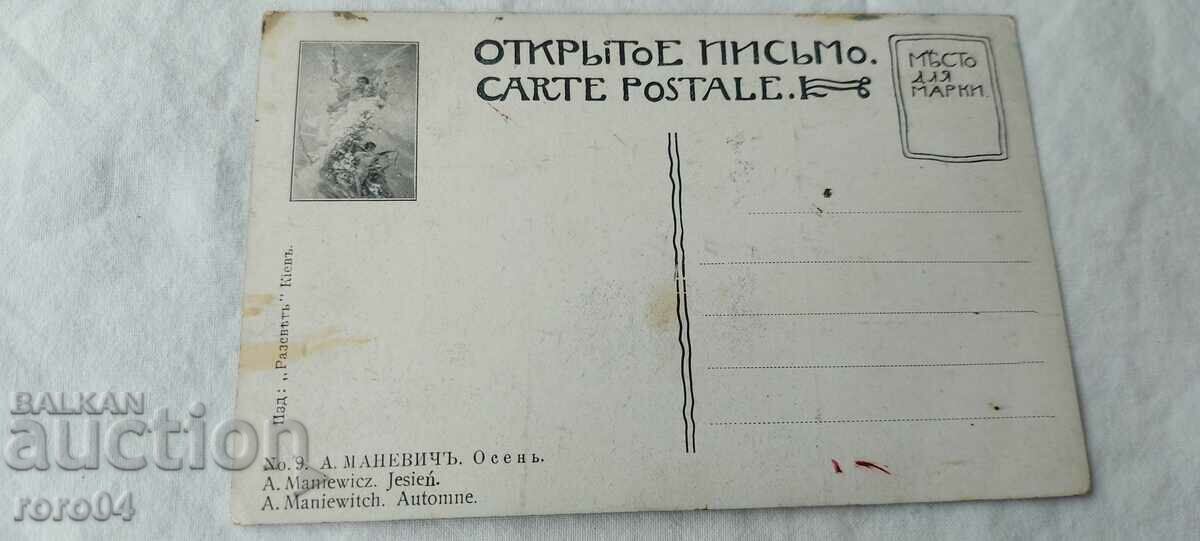 ОТКРЫТОЕ ПИСЬМО.
CARTE POSTALE.
МѢСТО
ДЛЯ
МАРКИ.
Изд: „Разсвѣтъ" Кіевъ.
No. 9. А. МАНЕВИЧЪ. Осень.
A. Maniewicz. Jesień.
A. Maniewitch. Automne.
BALKAN
auction
roro04